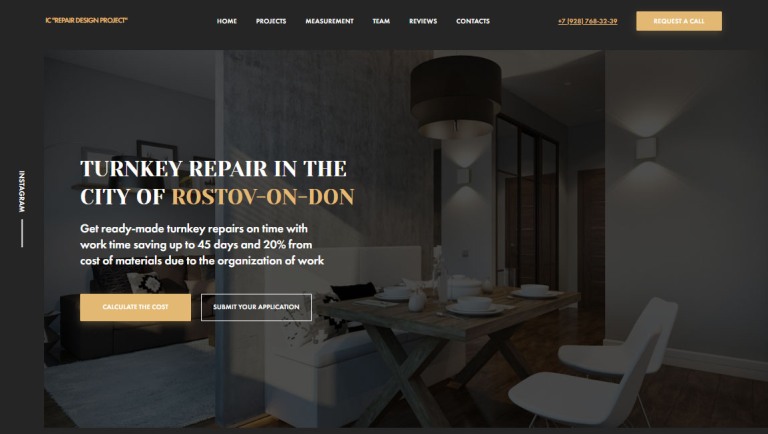 IC "REPAIR DESIGN PROJECT"
HOME PROJECTS MEASUREMENT TEAM REVIEWS CONTACTS
+7 (928) 768-32-39
REQUEST A CALL
INSTAGRAM
TURNKEY REPAIR IN THE
CITY OF ROSTOV-ON-DON
Get ready-made turnkey repairs on time with
work time saving up to 45 days and 20% from
cost of materials due to the organization of work
CALCULATE THE COST
SUBMIT YOUR APPLICATION